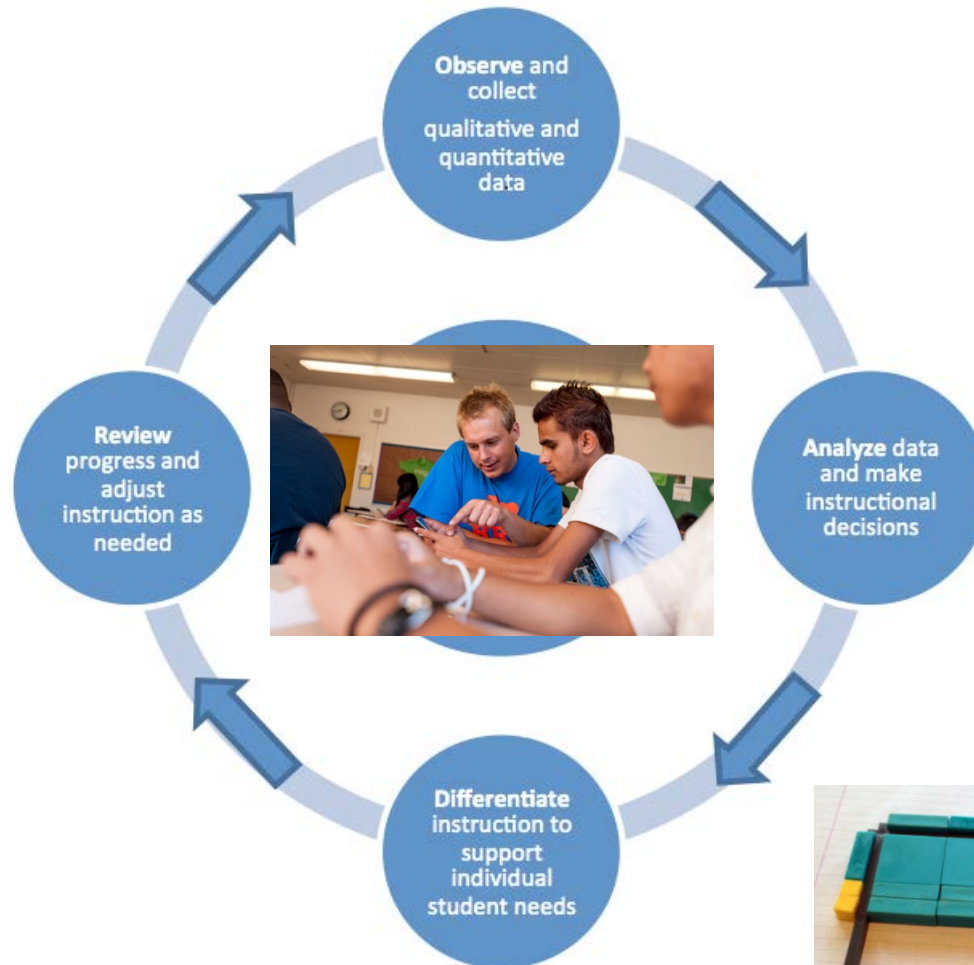 Observe and
collect
qualitative and
quantitative
data
Analyze data
and make
instructional
decisions
Differentiate
instruction to
support
individual
student needs
Review
progress and
adjust
instruction as
needed